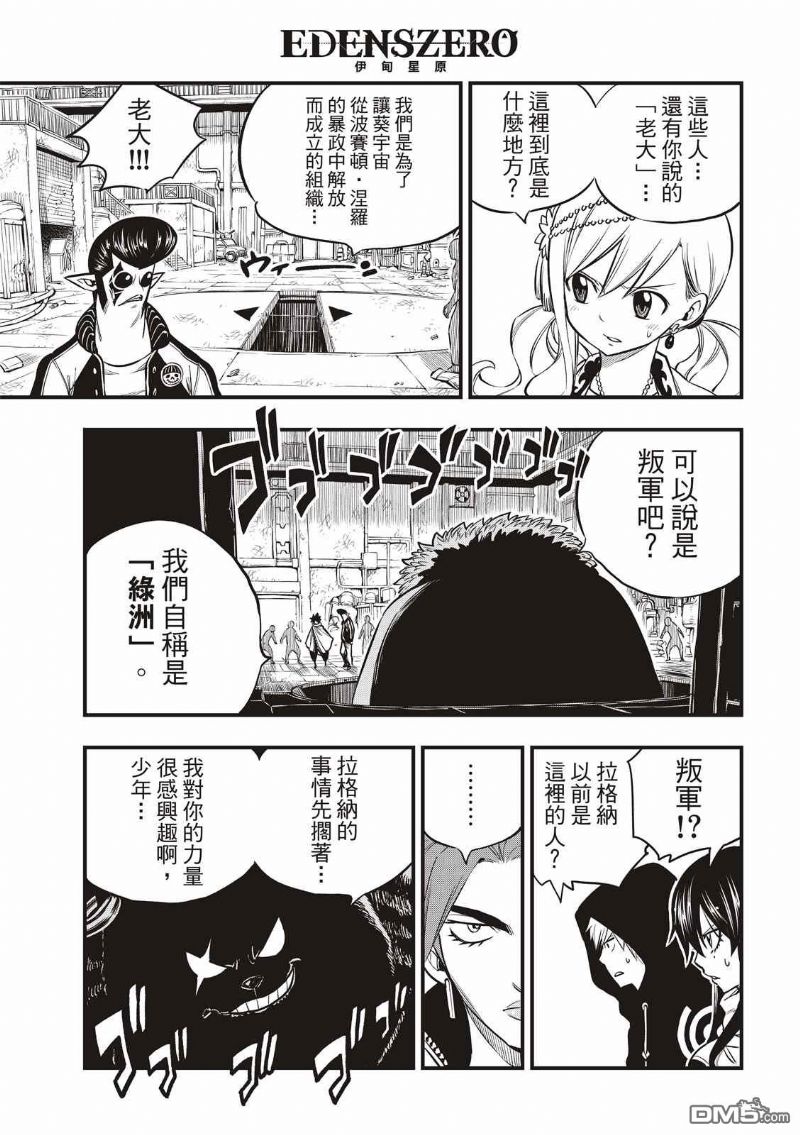 EDENSZERO
伊甸星原
這些人…
還有你說的
「老大」…
這裡到底是
什麼地方?
我們是為了
讓葵宇宙
從波賽頓．涅羅
的暴政中解放
而成立的組織…
老大!!!
ウィーン
可以說是
叛軍吧?
ゴゴゴゴゴゴゴ
我們自稱是
「綠洲」。
叛軍!?
拉格納
以前是
這裡的人?
………
拉格納的
事情先擱著…
我對你的力量
很感興趣啊，
少年…
ゴゴゴゴ
DM5.com